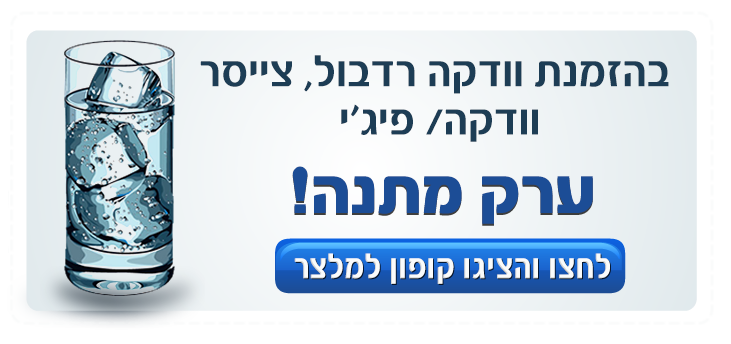 בהזמנת וודקה רדבול, צייסר
וודקה/ פיג'י
ערק מתנה!
לחצו והציגו קופון למלצר